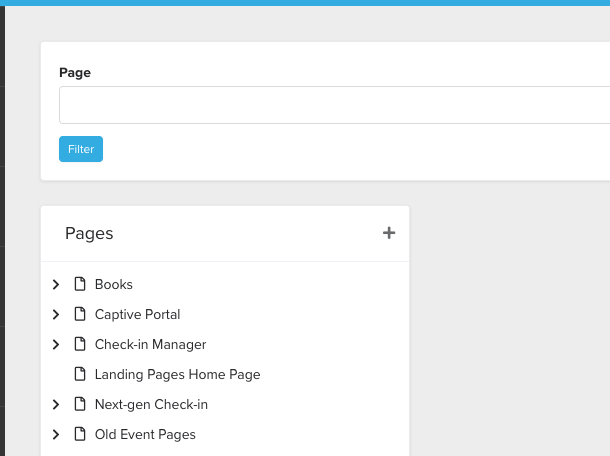 Page
Filter
Pages
Books
Captive Portal
Check-in Manager
Landing Pages Home Page
Next-gen Check-in
Old Event Pages